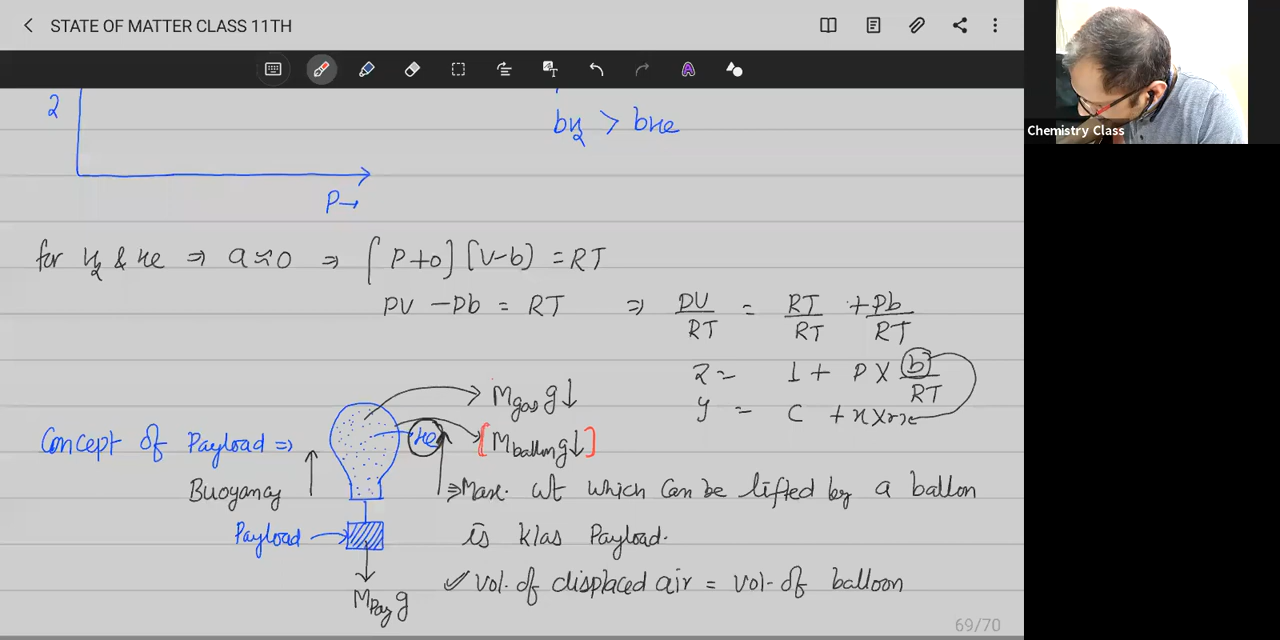 STATE OF MATTER CLASS 11TH
Chemistry Class
2
P→
bH2 > bHe
for H2 & He ⇒ a≈0 ⇒ [P+0] [V-b) = RT
PV - Pb = RT ⇒ PV/RT = RT/RT + Pb/RT
Z = 1 + P X b/RT
y = C + x X m
Mgas g↓
Concept of Payload ⇒ He [Mballon g↓]
Buoyancy ⇒ Max. wt which can be lifted by a ballon
Payload → is k/as Payload.
✓ Vol. of displaced air = vol. of balloon
MPay g
69/70